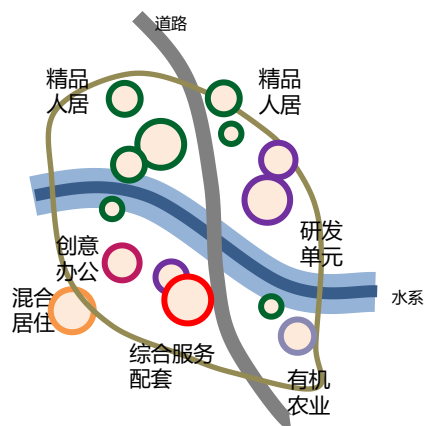 道路
精品
人居
精品
人居
研发
单元
创意
办公
混合
居住
水系
综合服务
配套
有机
农业